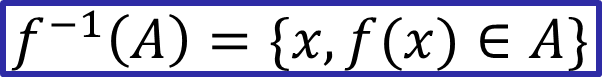 f⁻¹(A) = {x, f(x) ∈ A}